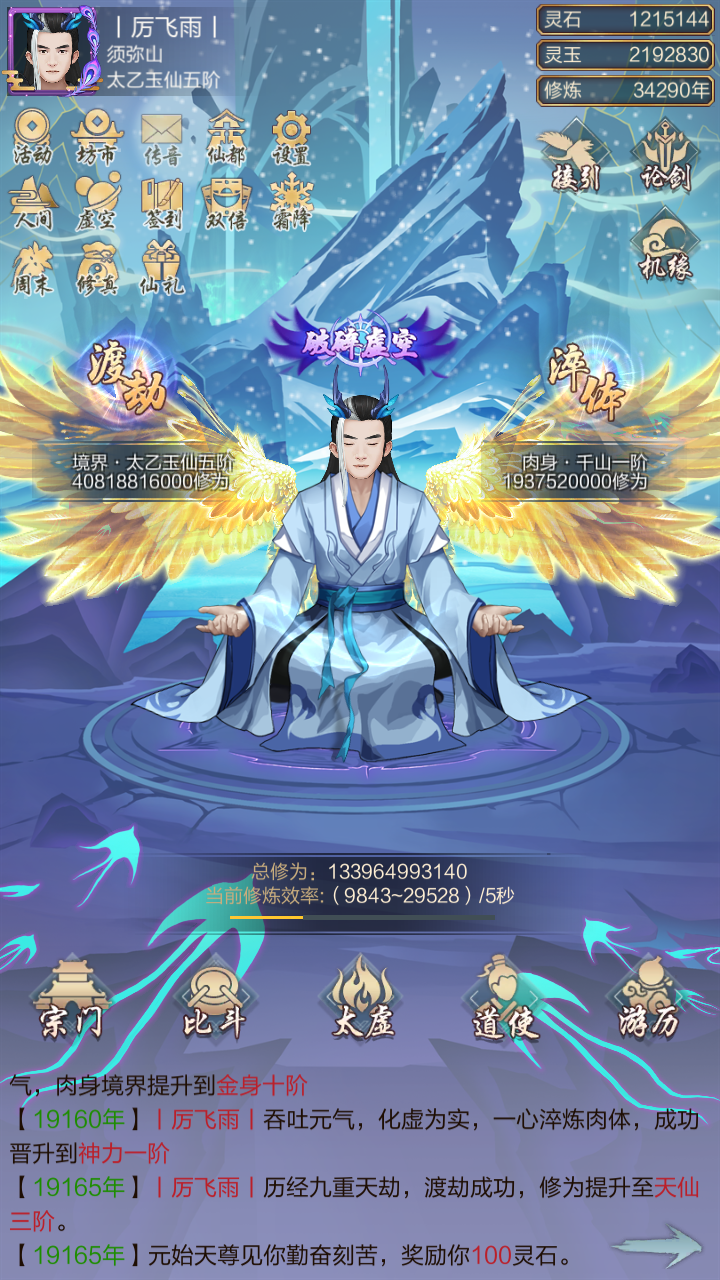 丨厉飞雨丨
须弥山
太乙玉仙五阶
灵石 1215144
灵玉 2192830
修炼 34290年
活动 坊市 传音 仙都 设置
接引 论剑
人间 虚空 签到 双倍 霜降
机缘
周末 修真 仙礼
破碎虚空
渡劫
淬体
境界·太乙玉仙五阶
40818816000修为
肉身·千山一阶
1937520000修为
总修为：133964993140
当前修炼效率:（9843~29528）/5秒
宗门 比斗 太虚 道使 游历
气，肉身境界提升到金身十阶
【19160年】丨厉飞雨丨吞吐元气，化虚为实，一心淬炼肉体，成功
晋升到神力一阶
【19165年】丨厉飞雨丨历经九重天劫，渡劫成功，修为提升至天仙
三阶。
【19165年】元始天尊见你勤奋刻苦，奖励你100灵石。